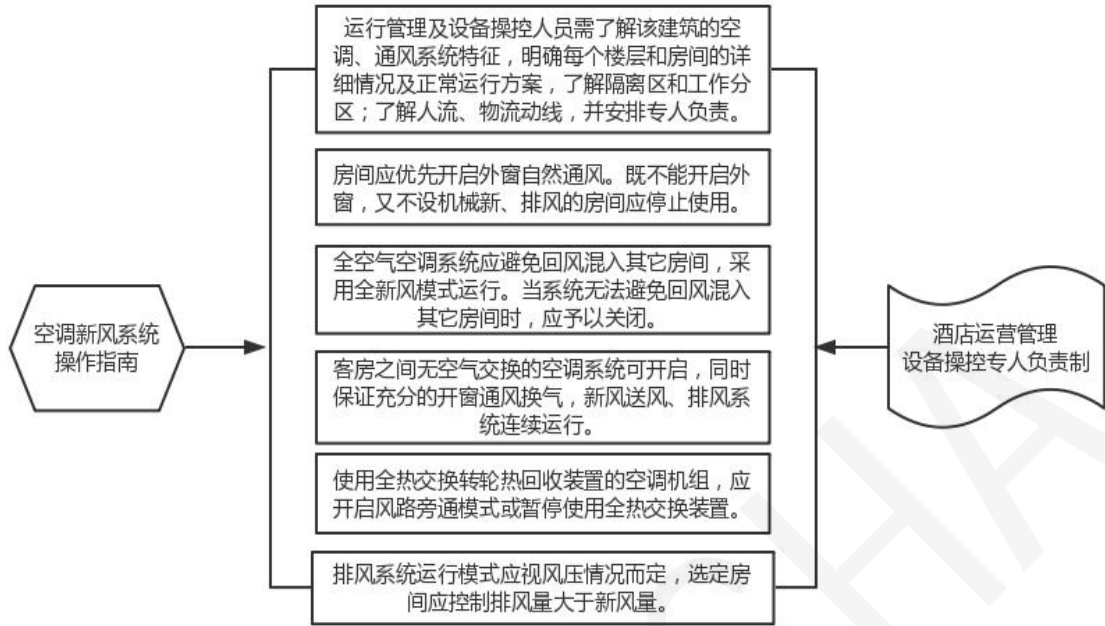 运行管理及设备操控人员需了解该建筑的空
调、通风系统特征，明确每个楼层和房间的详
细情况及正常运行方案，了解隔离区和工作分
区；了解人流、物流动线，并安排专人负责。
房间应优先开启外窗自然通风。既不能开启外
窗，又不设机械新、排风的房间应停止使用。
全空气空调系统应避免回风混入其它房间，采
用全新风模式运行。当系统无法避免回风混入
其它房间时，应予以关闭。
空调新风系统
操作指南
酒店运营管理
设备操控专人负责制
客房之间无空气交换的空调系统可开启，同时
保证充分的开窗通风换气，新风送风、排风系
统连续运行。
使用全热交换转轮热回收装置的空调机组，应
开启风路旁通模式或暂停使用全热交换装置。
排风系统运行模式应视风压情况而定，选定房
间应控制排风量大于新风量。
CHA